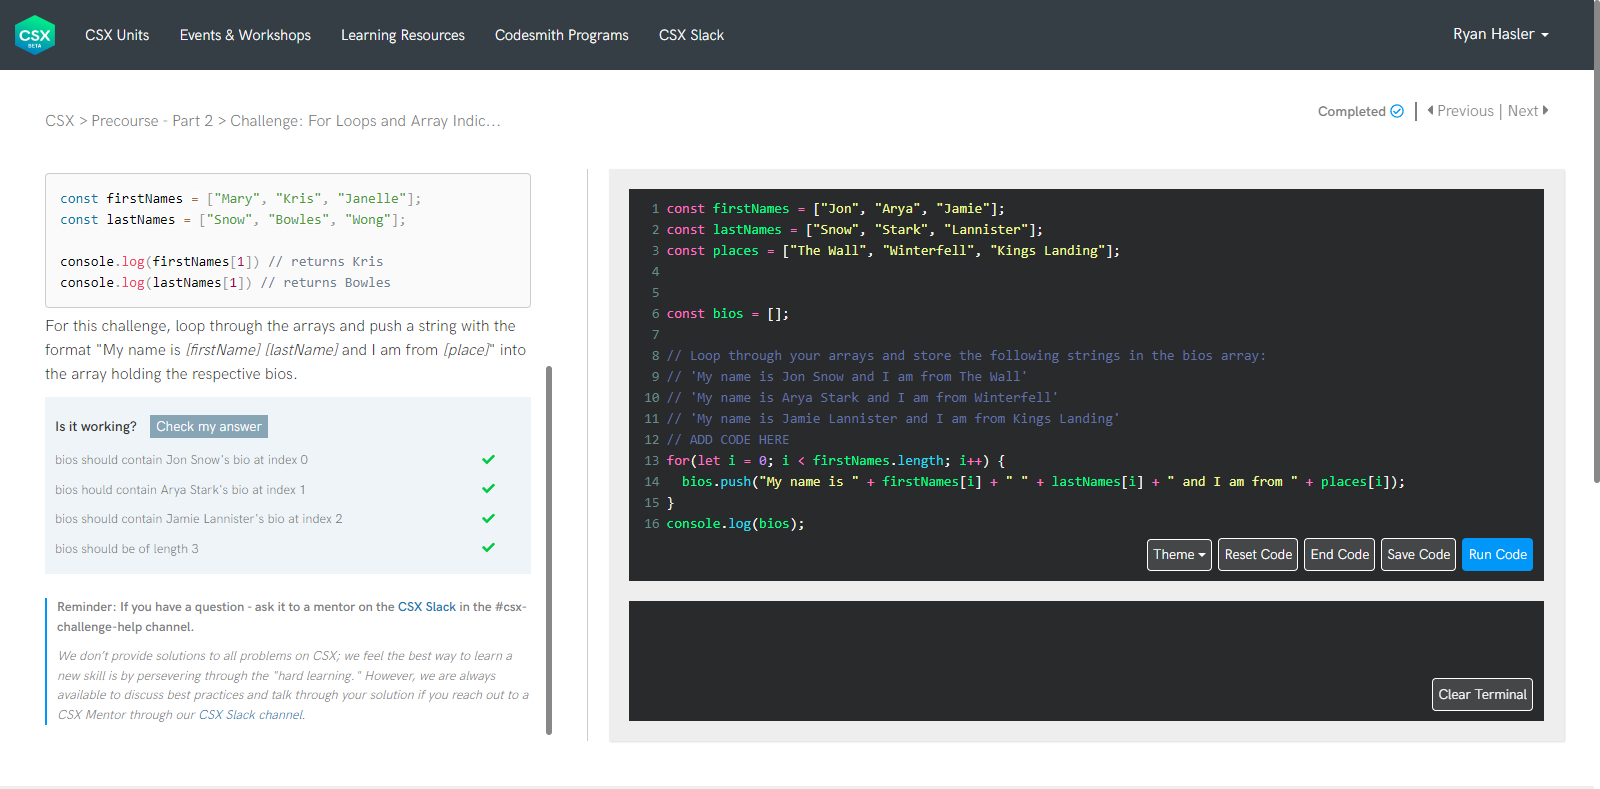 CSX
BETA
CSX Units
Events & Workshops
Learning Resources
Codesmith Programs
CSX Slack
Ryan Hasler
CSX > Precourse - Part 2 > Challenge: For Loops and Array Indic...
Completed
Previous | Next
const firstNames = ["Mary", "Kris", "Janelle"];
const lastNames = ["Snow", "Bowles", "Wong"];
console.log(firstNames[1]) // returns Kris
console.log(lastNames[1]) // returns Bowles
For this challenge, loop through the arrays and push a string with the
format "My name is [firstName] [lastName] and I am from [place]" into
the array holding the respective bios.
Is it working?
Check my answer
bios should contain Jon Snow's bio at index 0
bios hould contain Arya Stark's bio at index 1
bios should contain Jamie Lannister's bio at index 2
bios should be of length 3
Reminder: If you have a question - ask it to a mentor on the CSX Slack in the #csx-
challenge-help channel.
We don't provide solutions to all problems on CSX; we feel the best way to learn a
new skill is by persevering through the "hard learning." However, we are always
available to discuss best practices and talk through your solution if you reach out to a
CSX Mentor through our CSX Slack channel.
1 const firstNames = ["Jon", "Arya", "Jamie"];
2 const lastNames = ["Snow", "Stark", "Lannister"];
3 const places = ["The Wall", "Winterfell", "Kings Landing"];
4
5
6 const bios = [];
7
8 // Loop through your arrays and store the following strings in the bios array:
9 // 'My name is Jon Snow and I am from The Wall'
10 // 'My name is Arya Stark and I am from Winterfell'
11 // 'My name is Jamie Lannister and I am from Kings Landing'
12 // ADD CODE HERE
13 for(let i = 0; i < firstNames.length; i++) {
14   bios.push("My name is " + firstNames[i] + " " + lastNames[i] + " and I am from " + places[i]);
15 }
16 console.log(bios);
Theme
Reset Code
End Code
Save Code
Run Code
Clear Terminal